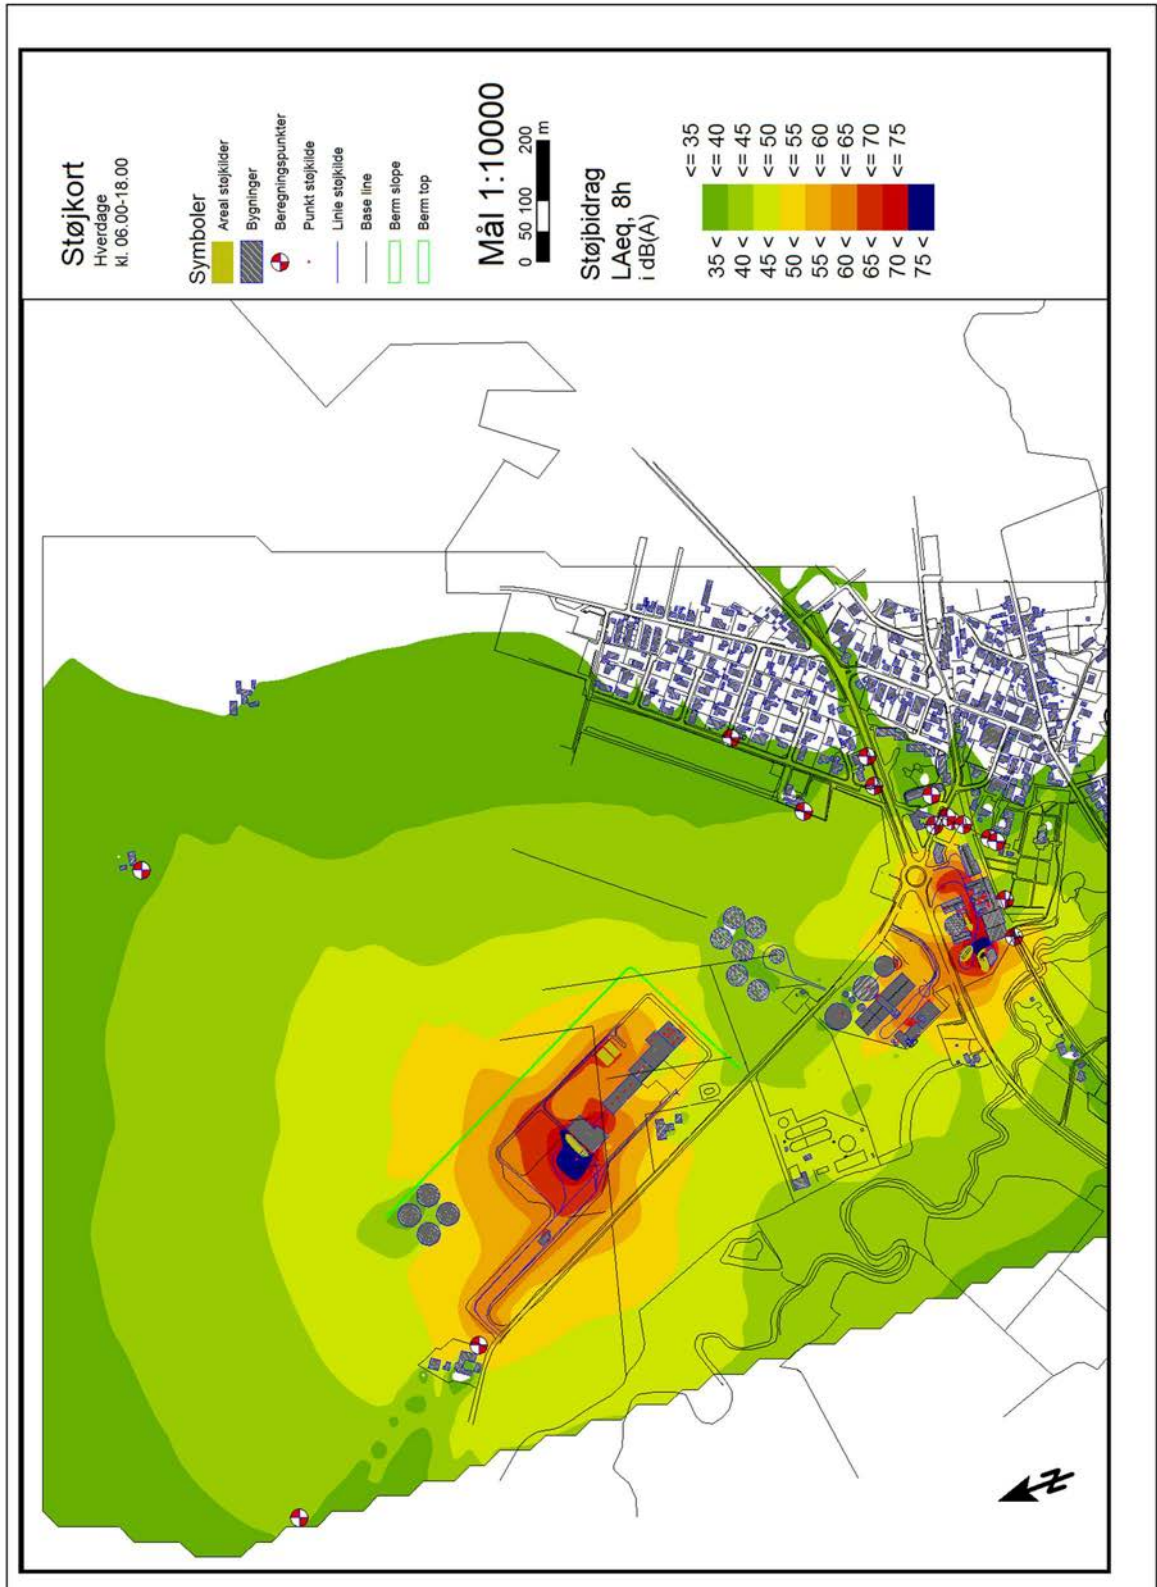 Støjkort
Hverdage
kl. 06.00-18.00
Symboler
Areal støjkilder
Bygninger
Beregningspunkter
Punkt støjkilde
Linie støjkilde
Base line
Berm slope
Berm top
Mål 1:10000
0 50 100 200
m
Støjbidrag
LAeq, 8h
i dB(A)
<= 35
35 < <= 40
40 < <= 45
45 < <= 50
50 < <= 55
55 < <= 60
60 < <= 65
65 < <= 70
70 < <= 75
75 <
N